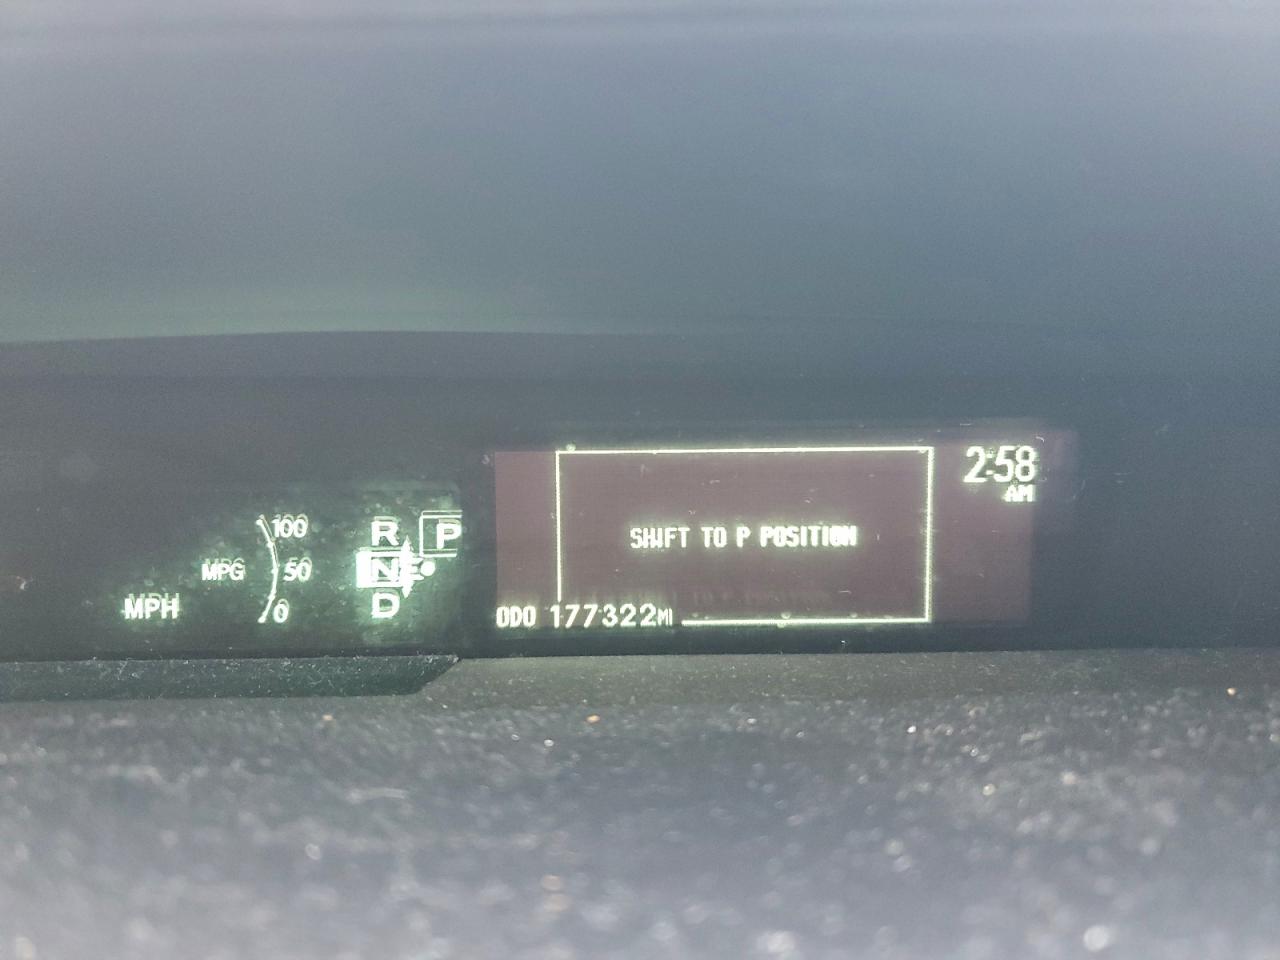 2:58
AM
100
R P
SHIFT TO P POSITION
MPG 50 N
MPH 0 D
ODO 177322MI